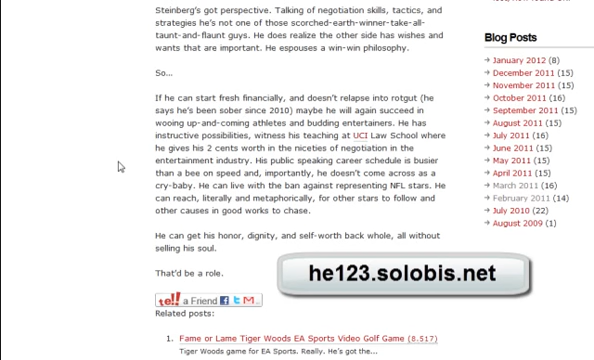 Steinberg's got perspective. Talking of negotiation skills, tactics, and
strategies he's not one of those scorched-earth-winner-take-all-
taunt-and-flaunt guys. He does realize the other side has wishes and
wants that are important. He espouses a win-win philosophy.
So...
If he can start fresh financially, and doesn't relapse into rotgut (he
says he's been sober since 2010) maybe he will again succeed in
wooing up-and-coming athletes and budding entertainers. He has
instructive possibilities, witness his teaching at UCI Law School where
he gives his 2 cents worth in the niceties of negotiation in the
entertainment industry. His public speaking career schedule is busier
than a bee on speed and, importantly, he doesn't come across as a
cry-baby. He can live with the ban against representing NFL stars. He
can reach, literally and metaphorically, for other stars to follow and
other causes in good works to chase.
He can get his honor, dignity, and self-worth back whole, all without
selling his soul.
That'd be a role.
he123.solobis.net
tell a Friend
Related posts:
1. Fame or Lame Tiger Woods EA Sports Video Golf Game (8.517)
Tiger Woods game for EA Sports. Really. He's got the...
Blog Posts
January 2012 (8)
December 2011 (15)
November 2011 (15)
October 2011 (16)
September 2011 (15)
August 2011 (15)
July 2011 (16)
June 2011 (15)
May 2011 (15)
April 2011 (15)
March 2011 (16)
February 2011 (14)
July 2010 (22)
August 2009 (1)